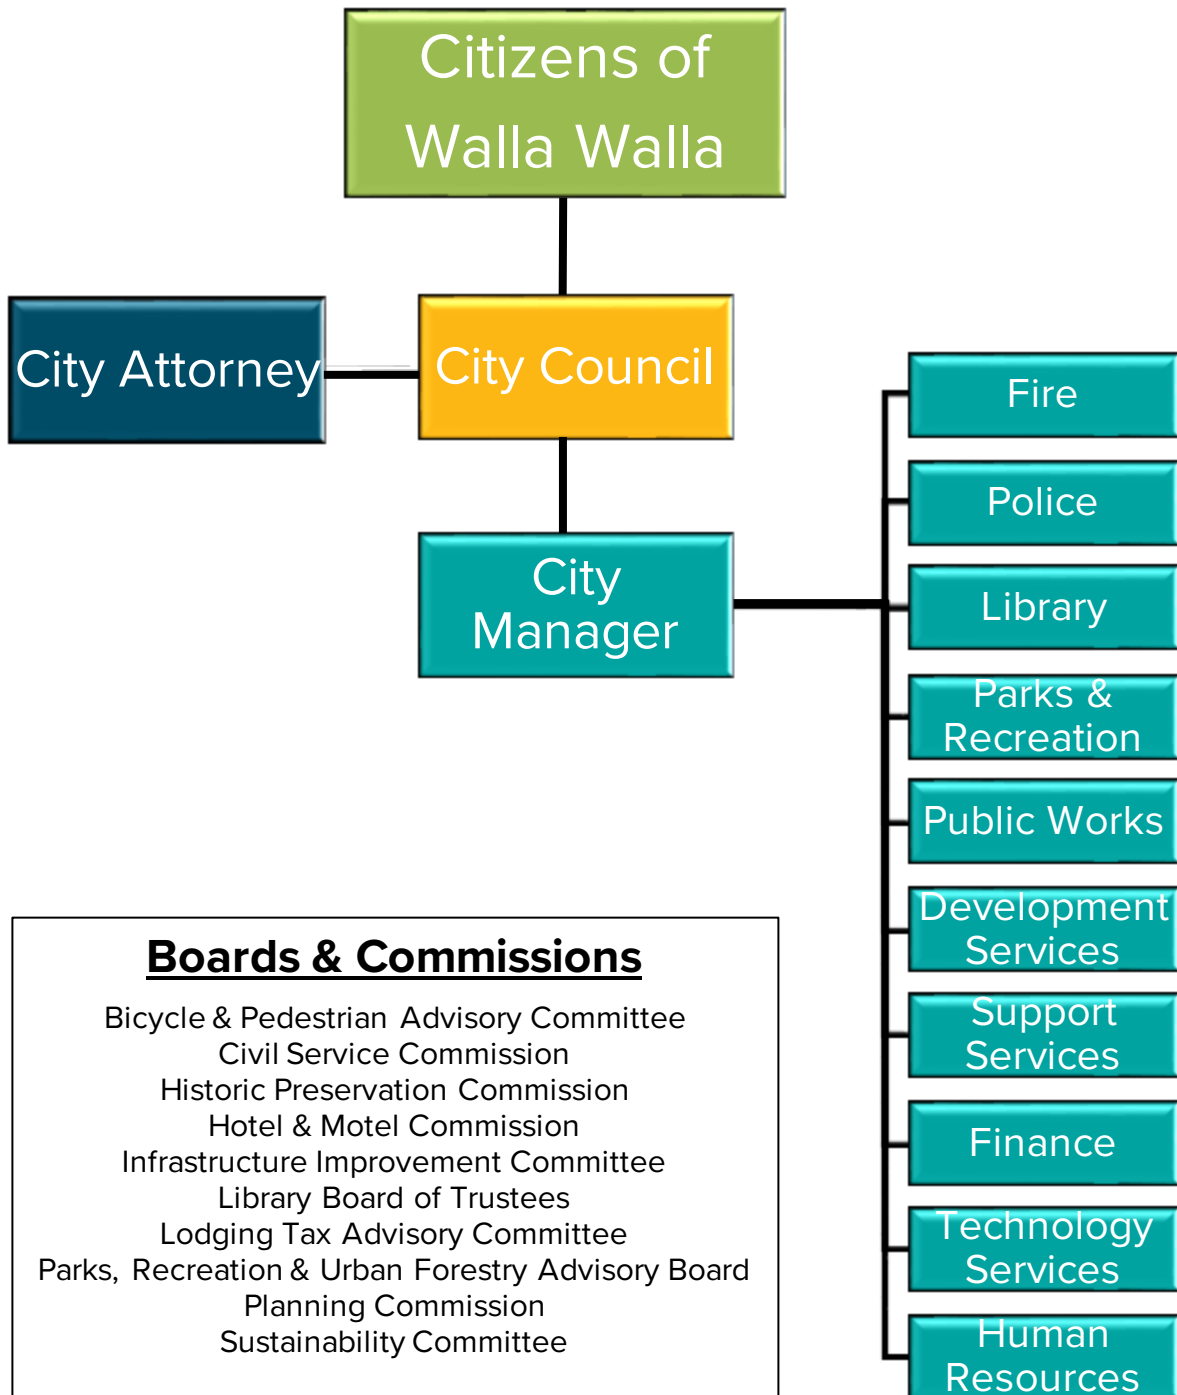 Citizens of
Walla Walla
City Attorney
City Council
City
Manager
Fire
Police
Library
Parks &
Recreation
Public Works
Development
Services
Support
Services
Finance
Technology
Services
Human
Resources
Boards & Commissions
Bicycle & Pedestrian Advisory Committee
Civil Service Commission
Historic Preservation Commission
Hotel & Motel Commission
Infrastructure Improvement Committee
Library Board of Trustees
Lodging Tax Advisory Committee
Parks, Recreation & Urban Forestry Advisory Board
Planning Commission
Sustainability Committee